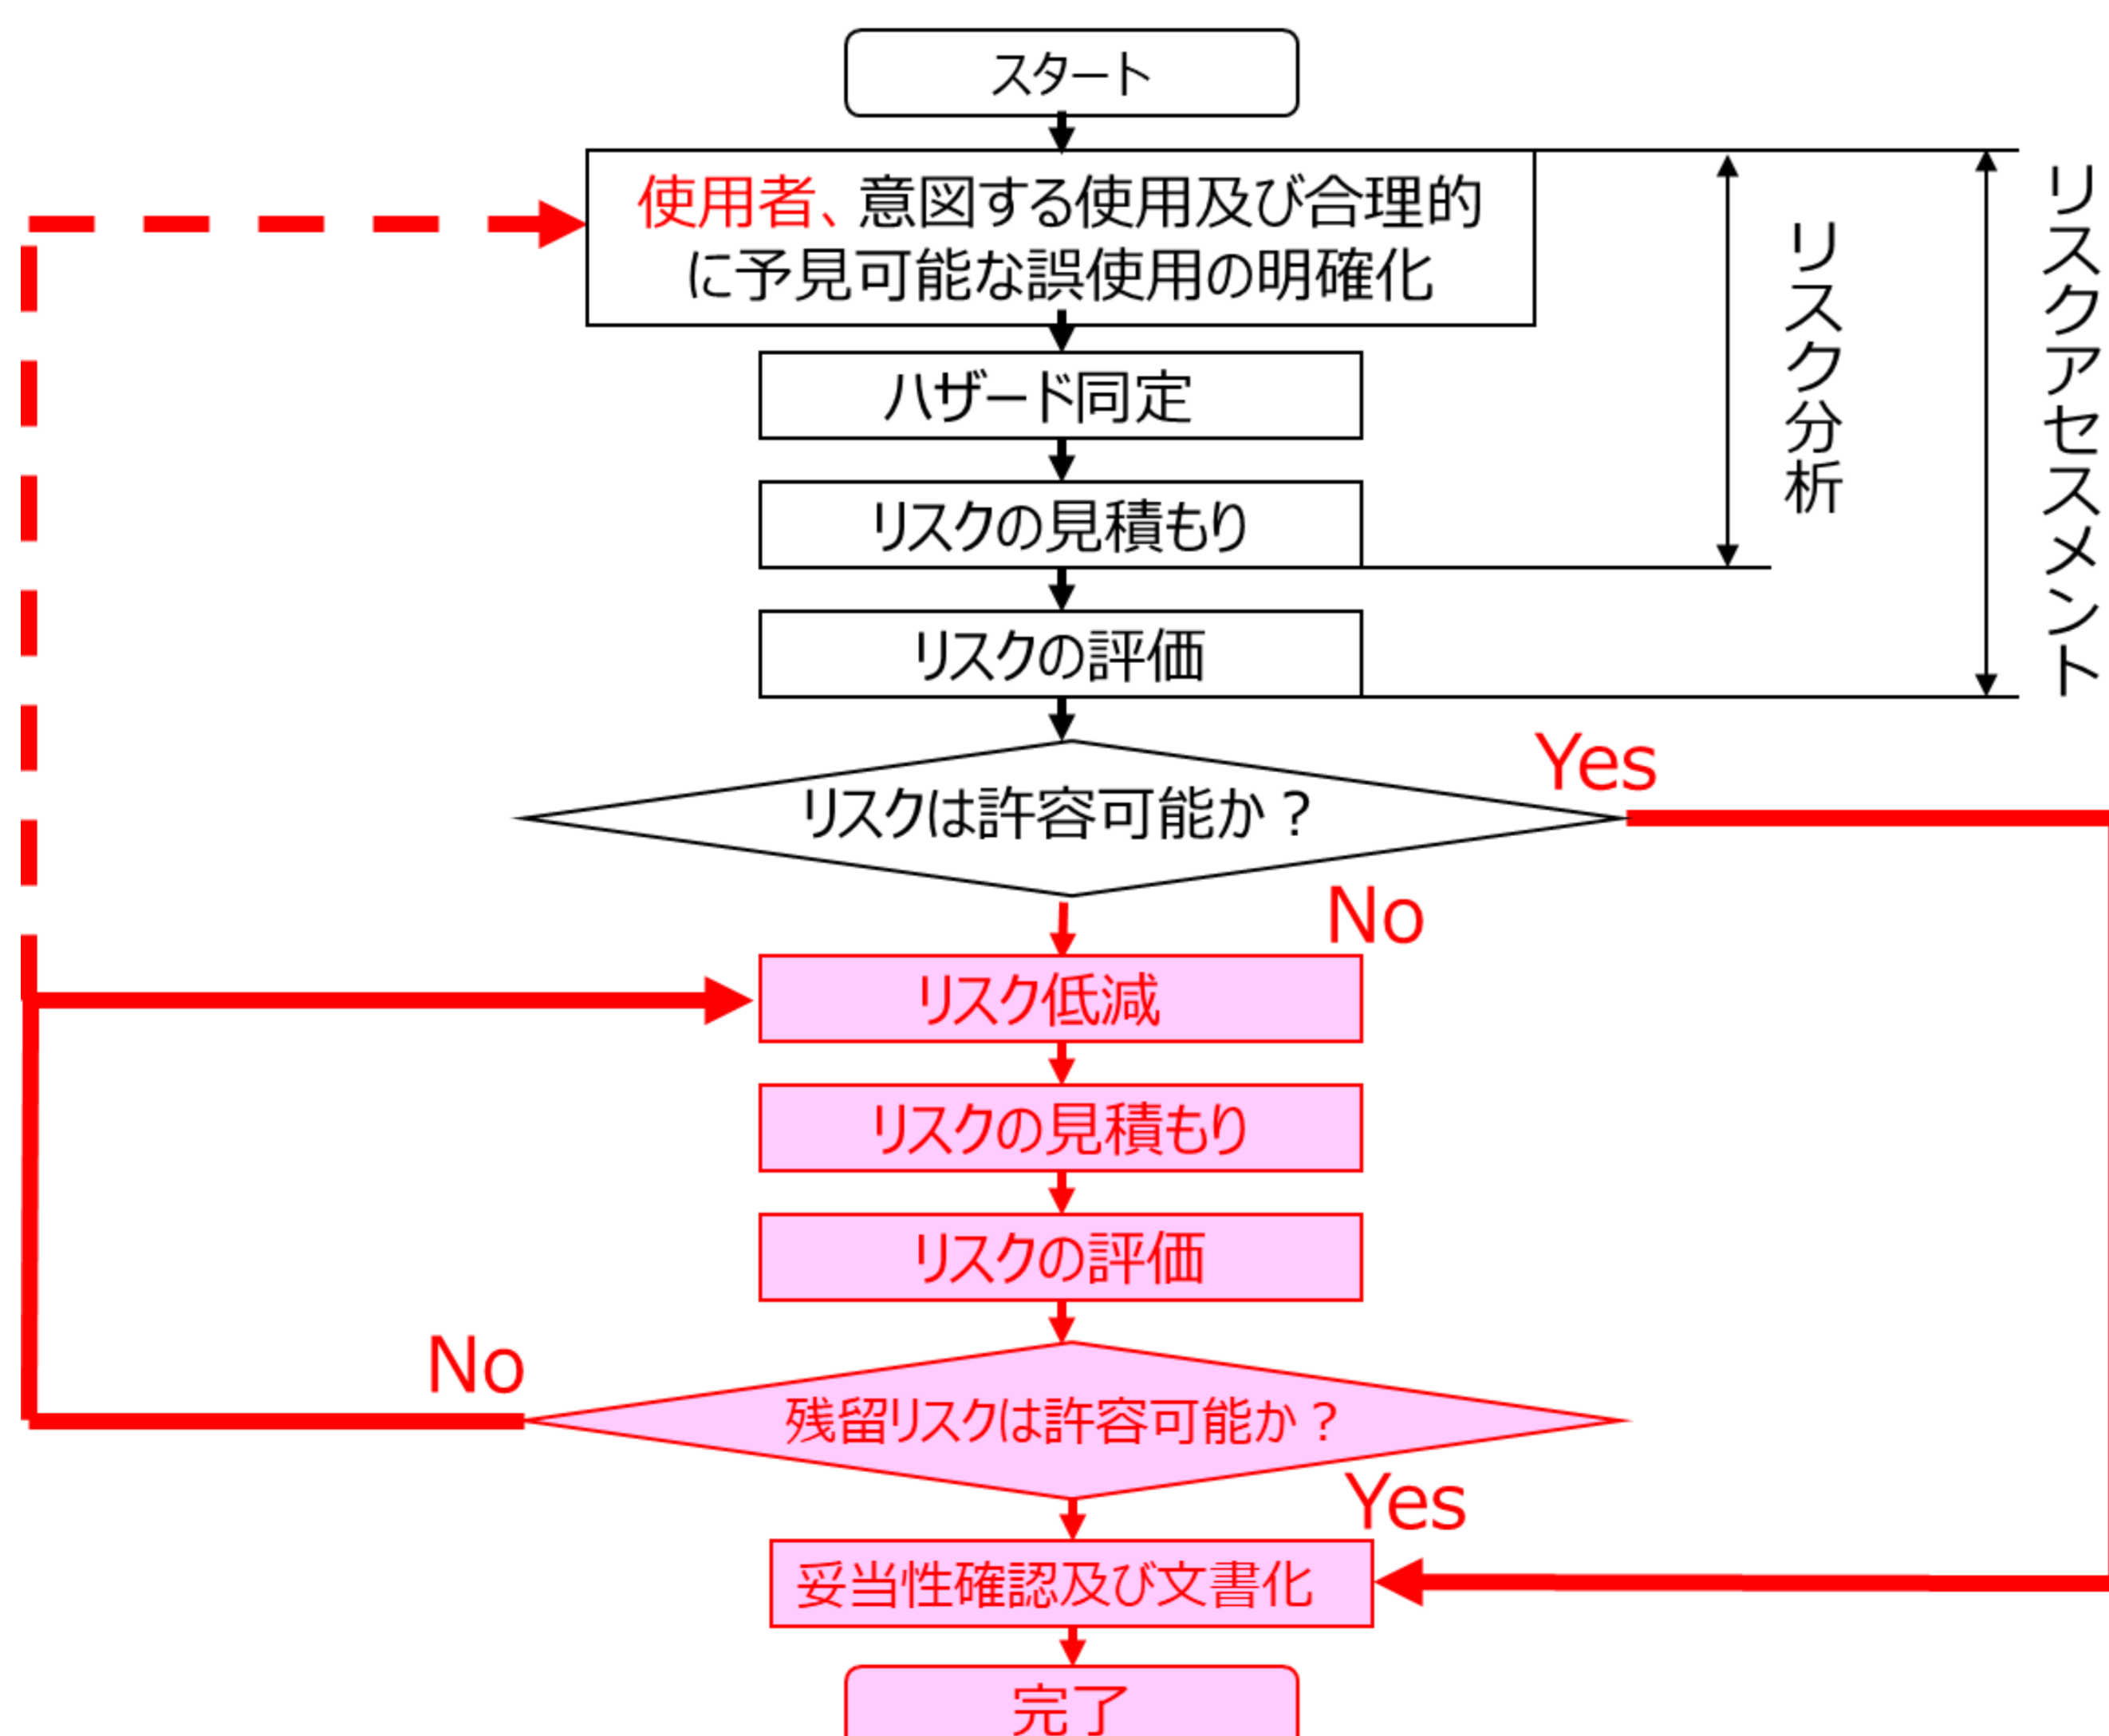 スタート
使用者、意図する使用及び合理的
に予見可能な誤使用の明確化
ハザード同定
リスクの見積もり
リスクの評価
リスク分析
リスクアセスメント
リスクは許容可能か？
Yes
No
リスク低減
リスクの見積もり
リスクの評価
No
残留リスクは許容可能か？
Yes
妥当性確認及び文書化
完了